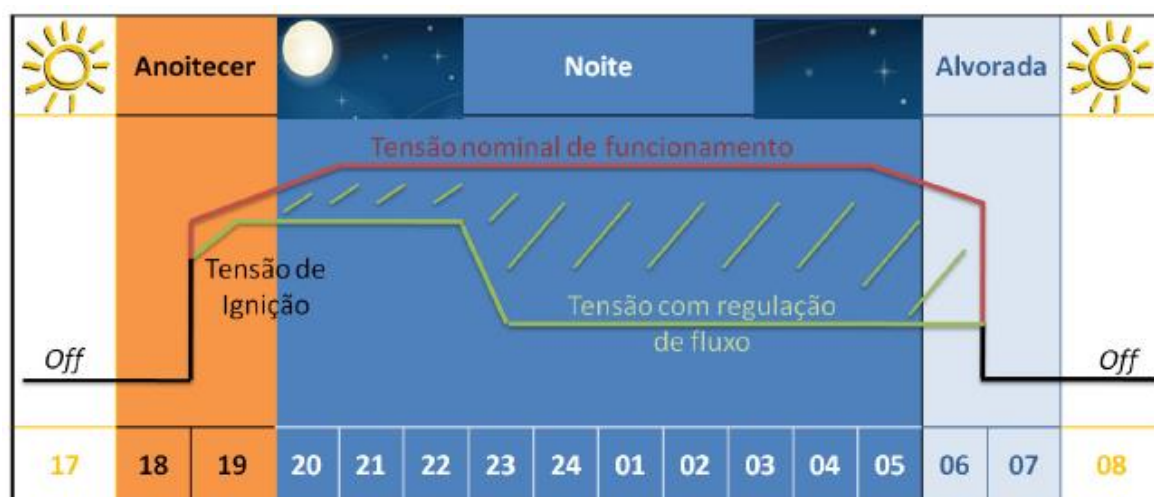 Anoitecer
Noite
Alvorada
Tensão nominal de funcionamento
Tensão de
Ignição
Tensão com regulação
de fluxo
Off
Off
17 18 19 20 21 22 23 24 01 02 03 04 05 06 07 08